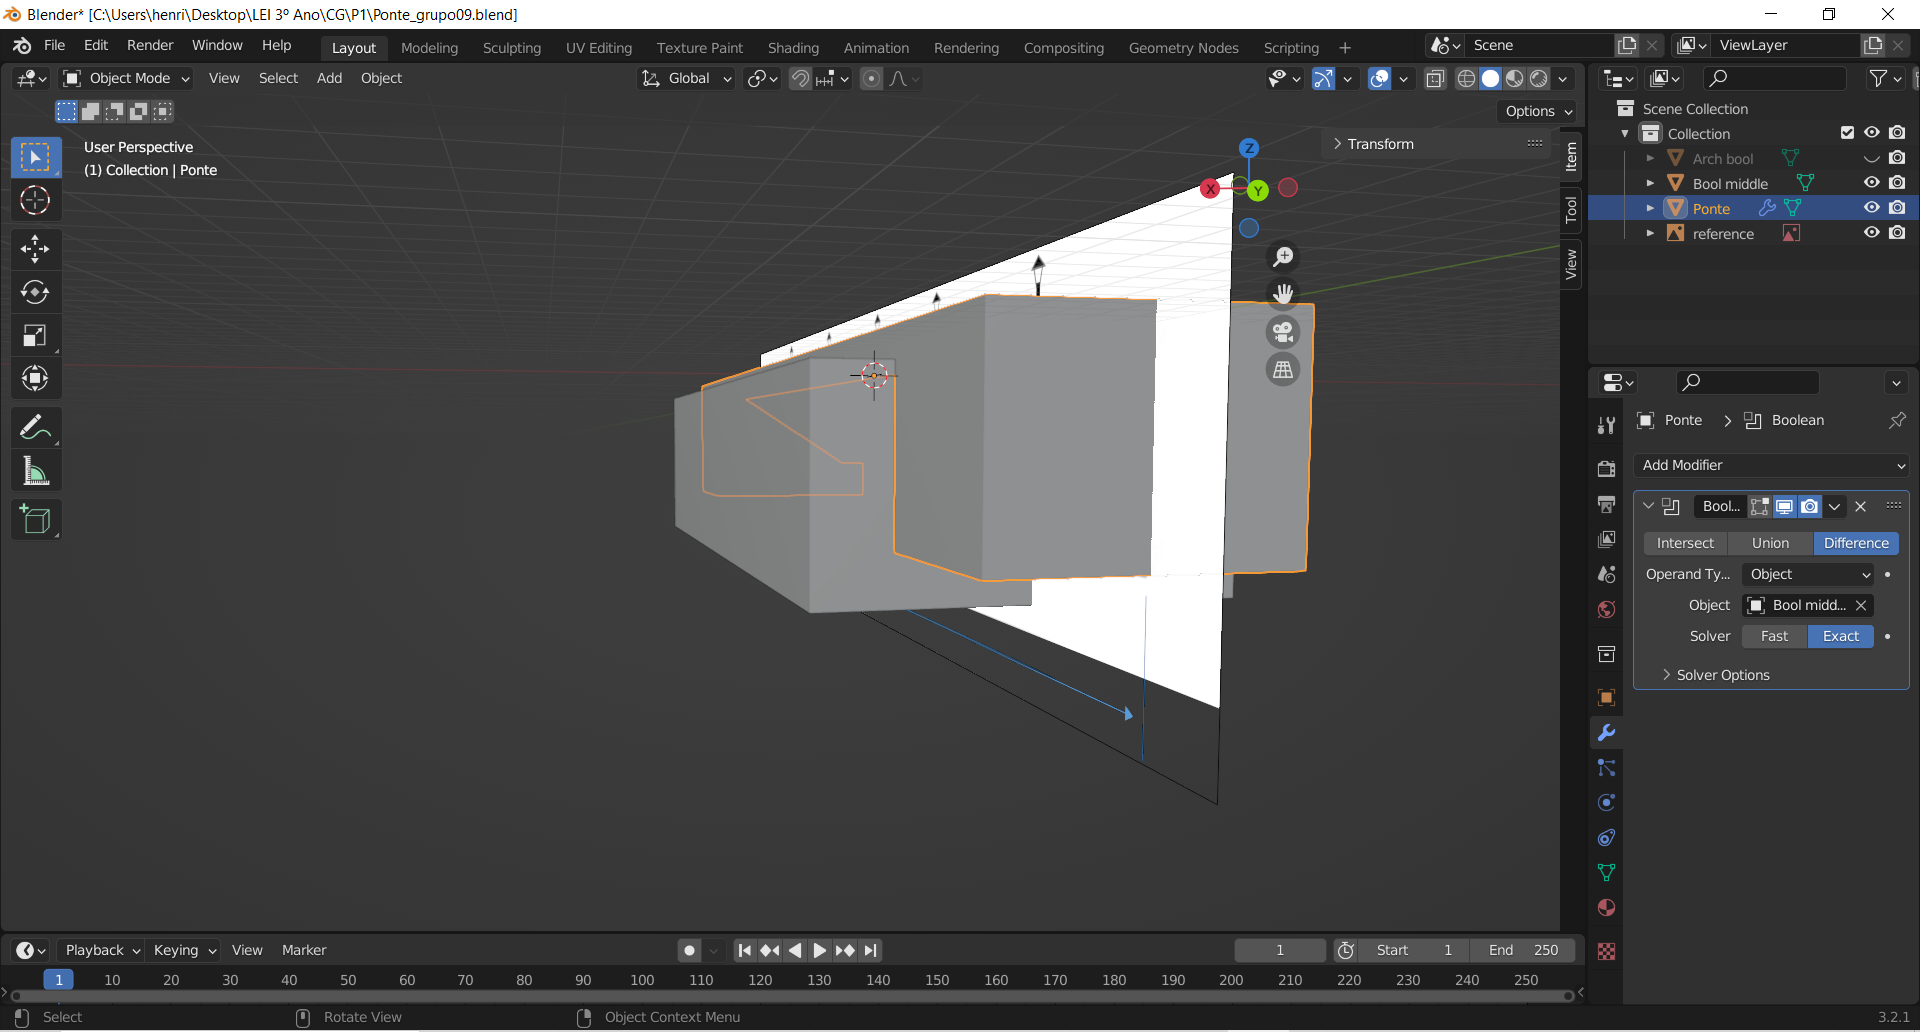 Blender* [C:\Users\henri\Desktop\LEI 3º Ano\CG\P1\Ponte_grupo09.blend]
File Edit Render Window Help
Layout Modeling Sculpting UV Editing Texture Paint Shading Animation Rendering Compositing Geometry Nodes Scripting +
Scene
ViewLayer
Object Mode View Select Add Object
Global
Options
User Perspective
(1) Collection | Ponte
Transform
Item
Tool
View
Z
X
Y
Scene Collection
Collection
Arch bool
Bool middle
Ponte
reference
Ponte > Boolean
Add Modifier
Bool...
Intersect Union Difference
Operand Ty... Object
Object Bool midd...
Solver Fast Exact
Solver Options
Playback Keying View Marker
1 Start 1 End 250
1 10 20 30 40 50 60 70 80 90 100 110 120 130 140 150 160 170 180 190 200 210 220 230 240 250
Select Rotate View Object Context Menu 3.2.1